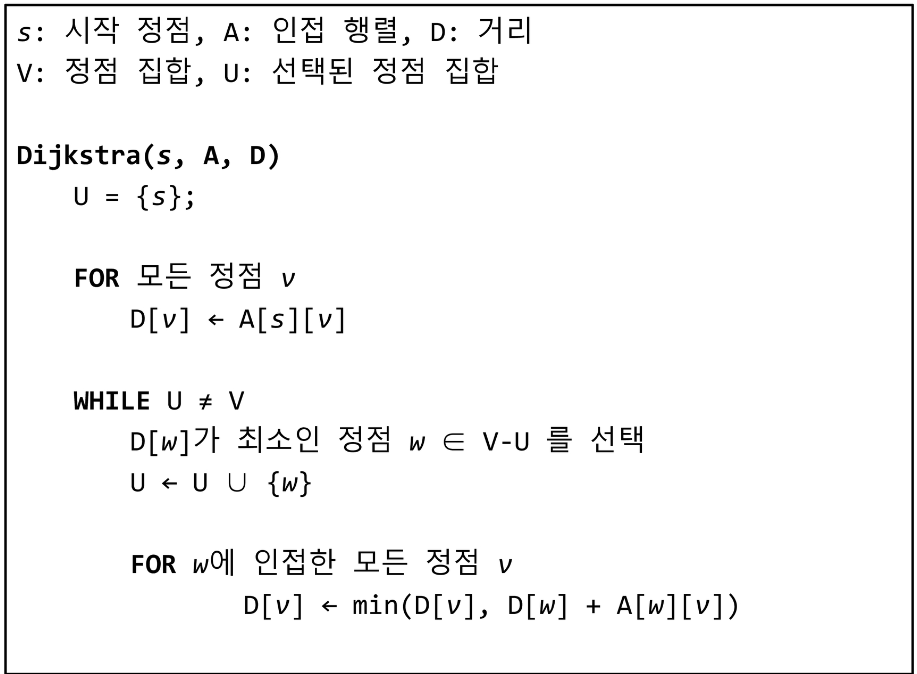 s: 시작 정점, A: 인접 행렬, D: 거리
V: 정점 집합, U: 선택된 정점 집합
Dijkstra(s, A, D)
U = {s};
FOR 모든 정점 v
D[v] ← A[s][v]
WHILE U ≠ V
D[w]가 최소인 정점 w ∈ V-U 를 선택
U ← U ∪ {w}
FOR w에 인접한 모든 정점 v
D[v] ← min(D[v], D[w] + A[w][v])